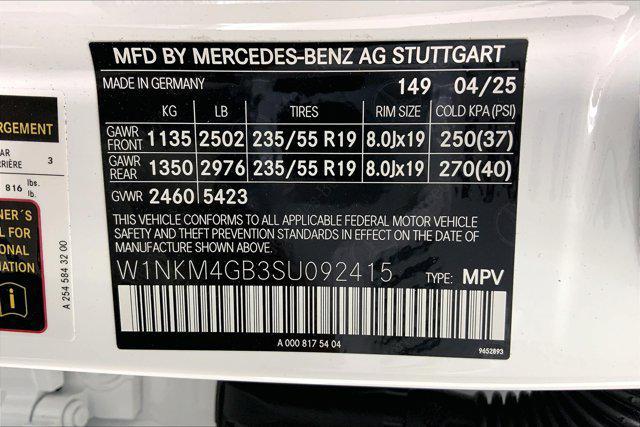 MFD BY MERCEDES-BENZ AG STUTTGART
MADE IN GERMANY 149 04/25
KG LB TIRES RIM SIZE COLD KPA(PSI)
GAWR FRONT 1135 2502 235/55 R19 8.0Jx19 250(37)
GAWR REAR 1350 2976 235/55 R19 8.0Jx19 270(40)
GVWR 2460 5423
THIS VEHICLE CONFORMS TO ALL APPLICABLE FEDERAL MOTOR VEHICLE
SAFETY AND THEFT PREVENTION STANDARDS IN EFFECT ON THE DATE
OF MANUFACTURE SHOWN ABOVE.
W1NKM4GB3SU092415 TYPE: MPV
A 000 817 54 04
9652893
ARGEMENT
AR
RIÈRE 3
816 lbs.
lb.
NER´S
FOR
ONAL
MATION
A 254 584 32 00